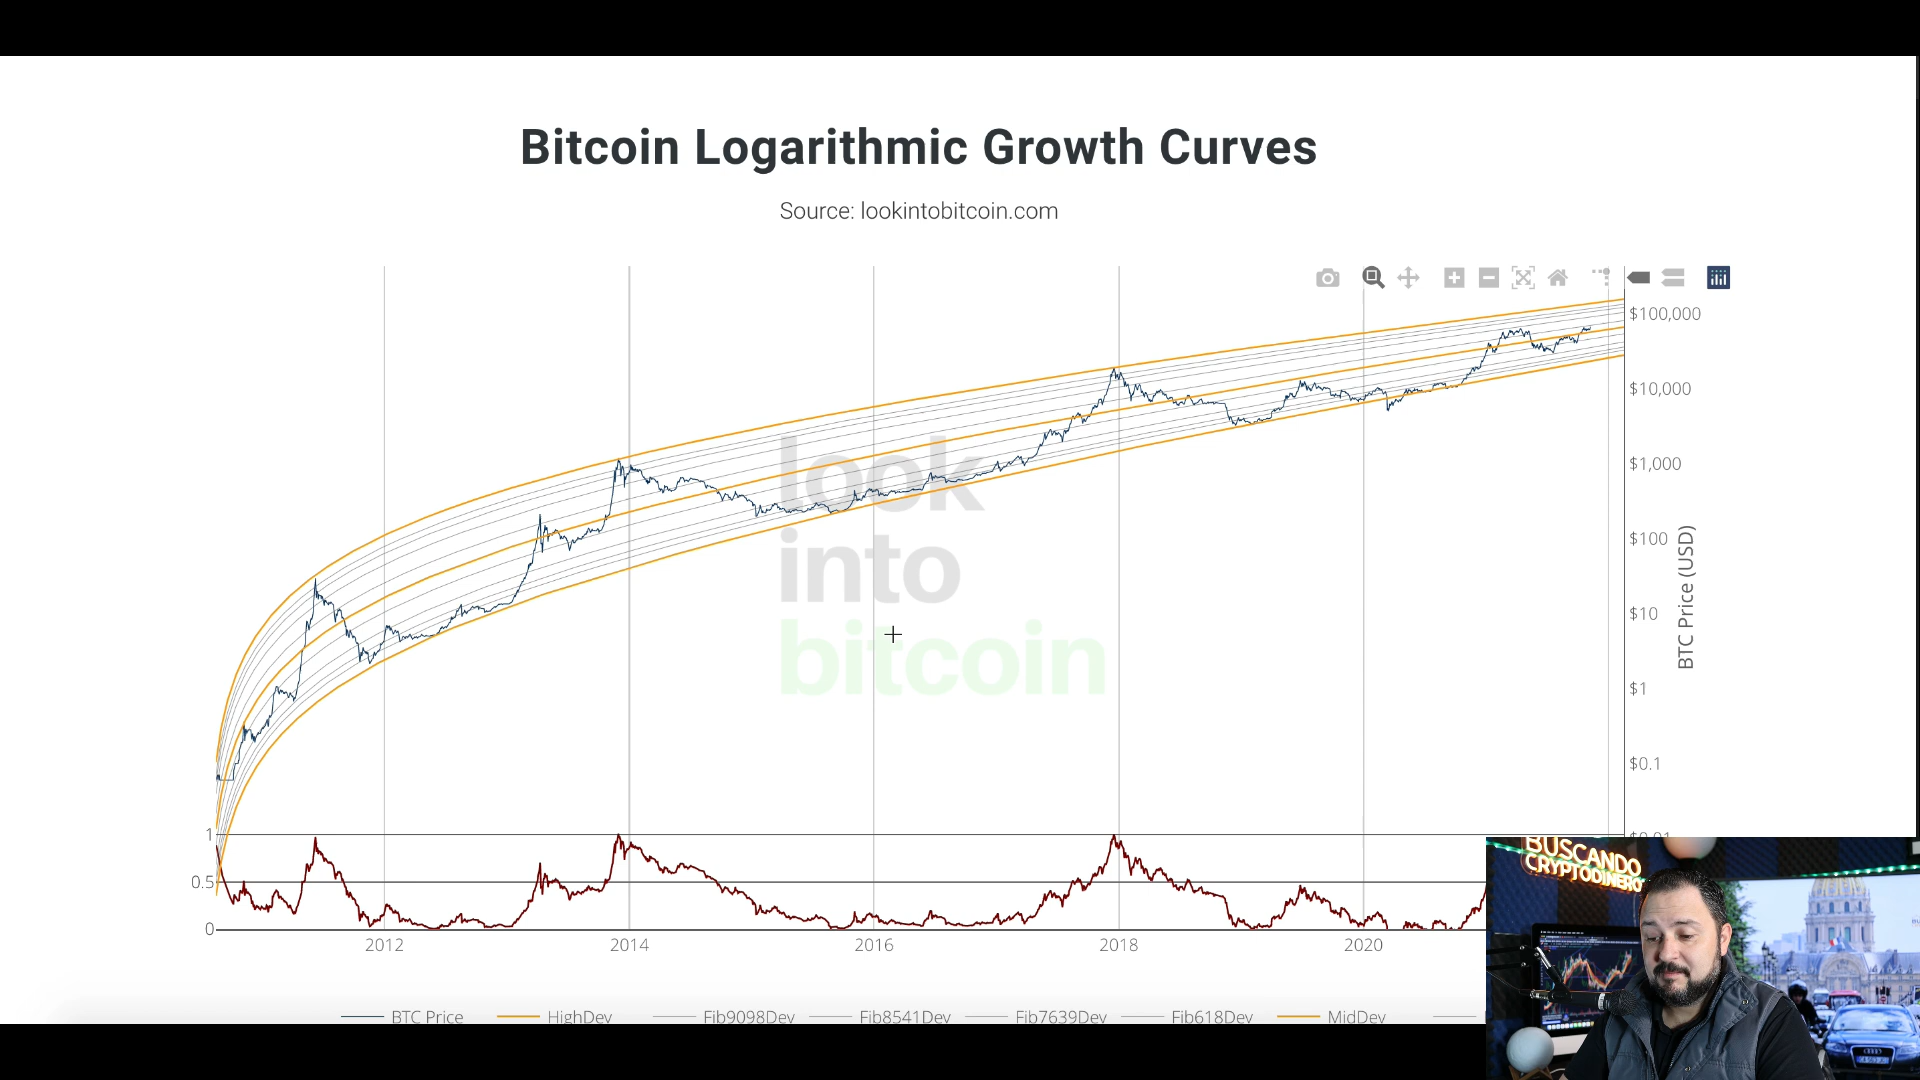 Bitcoin Logarithmic Growth Curves
Source: lookintobitcoin.com
$100,000
$10,000
$1,000
$100
$10
$1
$0.1
$0.01
BTC Price (USD)
look
into
bitcoin
1
0.5
0
2012
2014
2016
2018
2020
BTC Price
HighDev
Fib9098Dev
Fib8541Dev
Fib7639Dev
Fib618Dev
MidDev
BUSCANDO
CRYPTODINERO